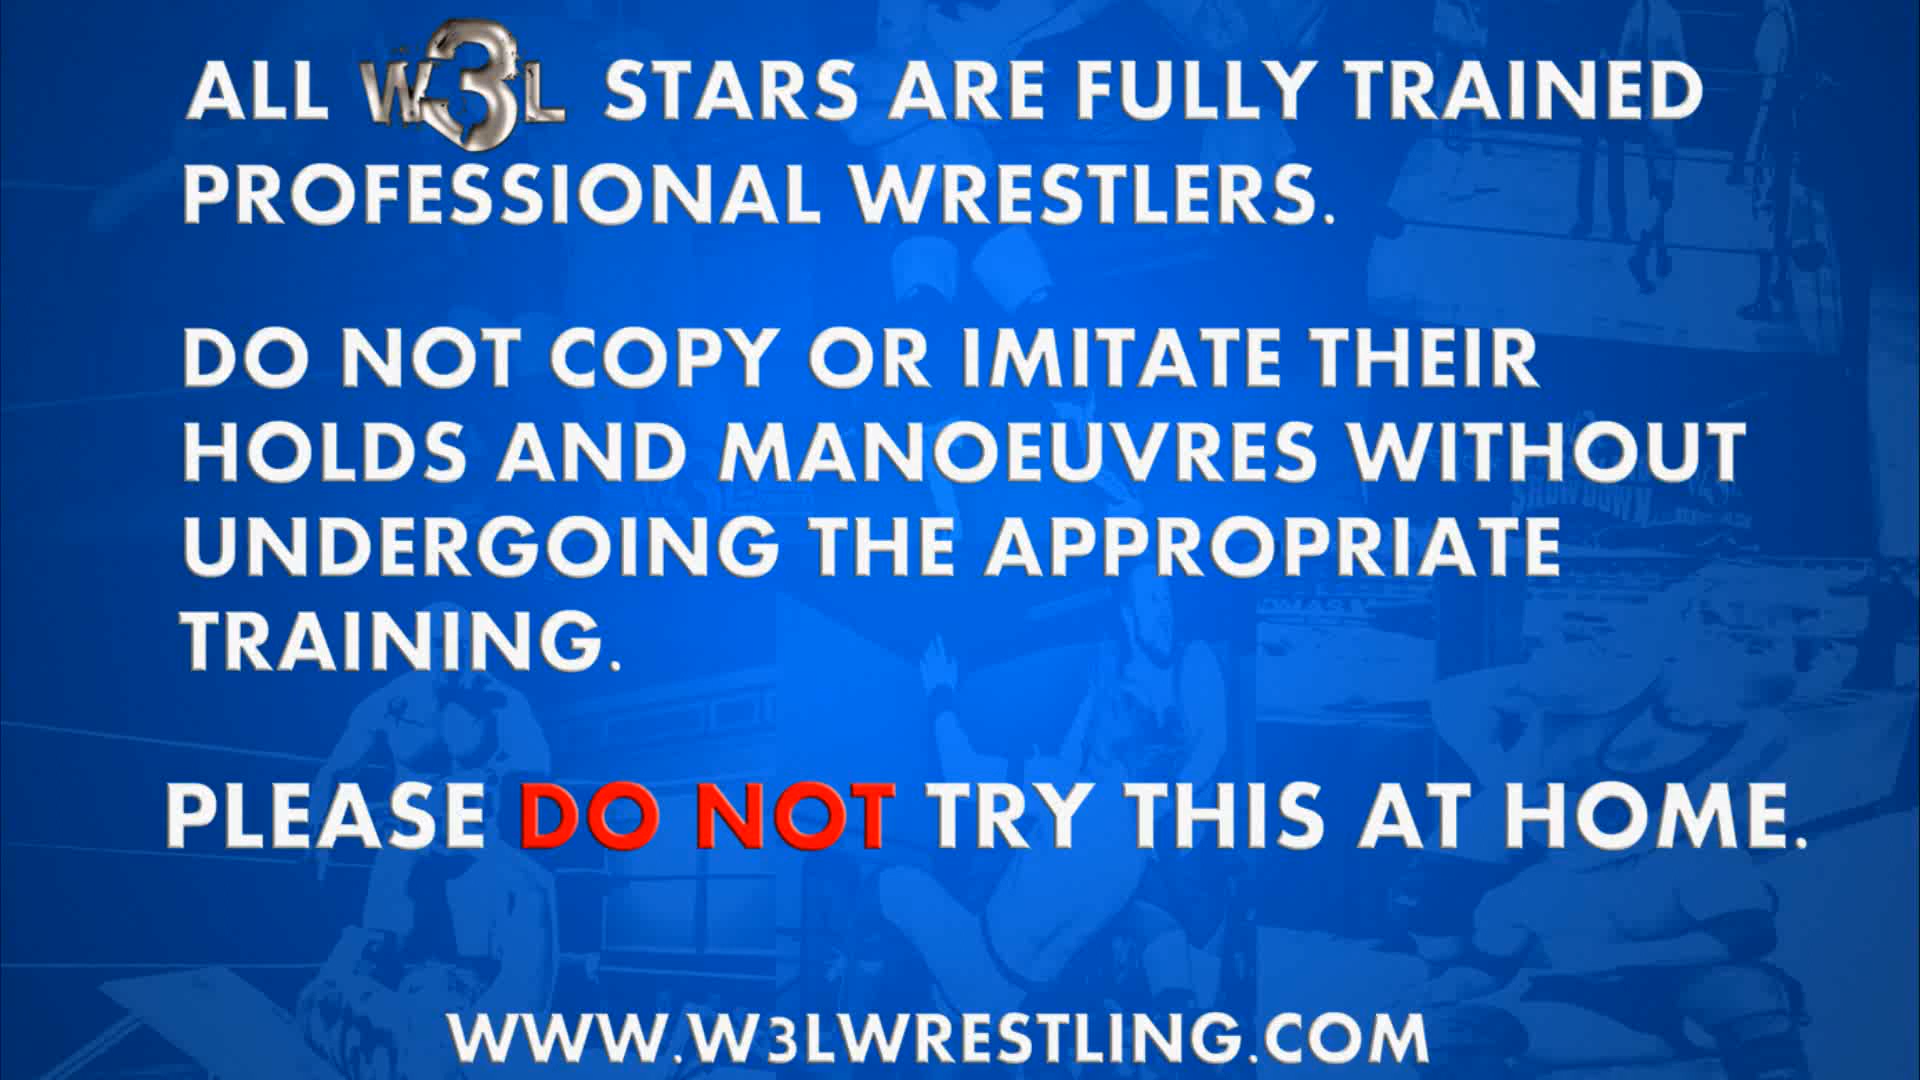 ALL W3L STARS ARE FULLY TRAINED
PROFESSIONAL WRESTLERS.
DO NOT COPY OR IMITATE THEIR
HOLDS AND MANOEUVRES WITHOUT
UNDERGOING THE APPROPRIATE
TRAINING.
PLEASE DO NOT TRY THIS AT HOME.
WWW.W3LWRESTLING.COM
SHOWDOWN